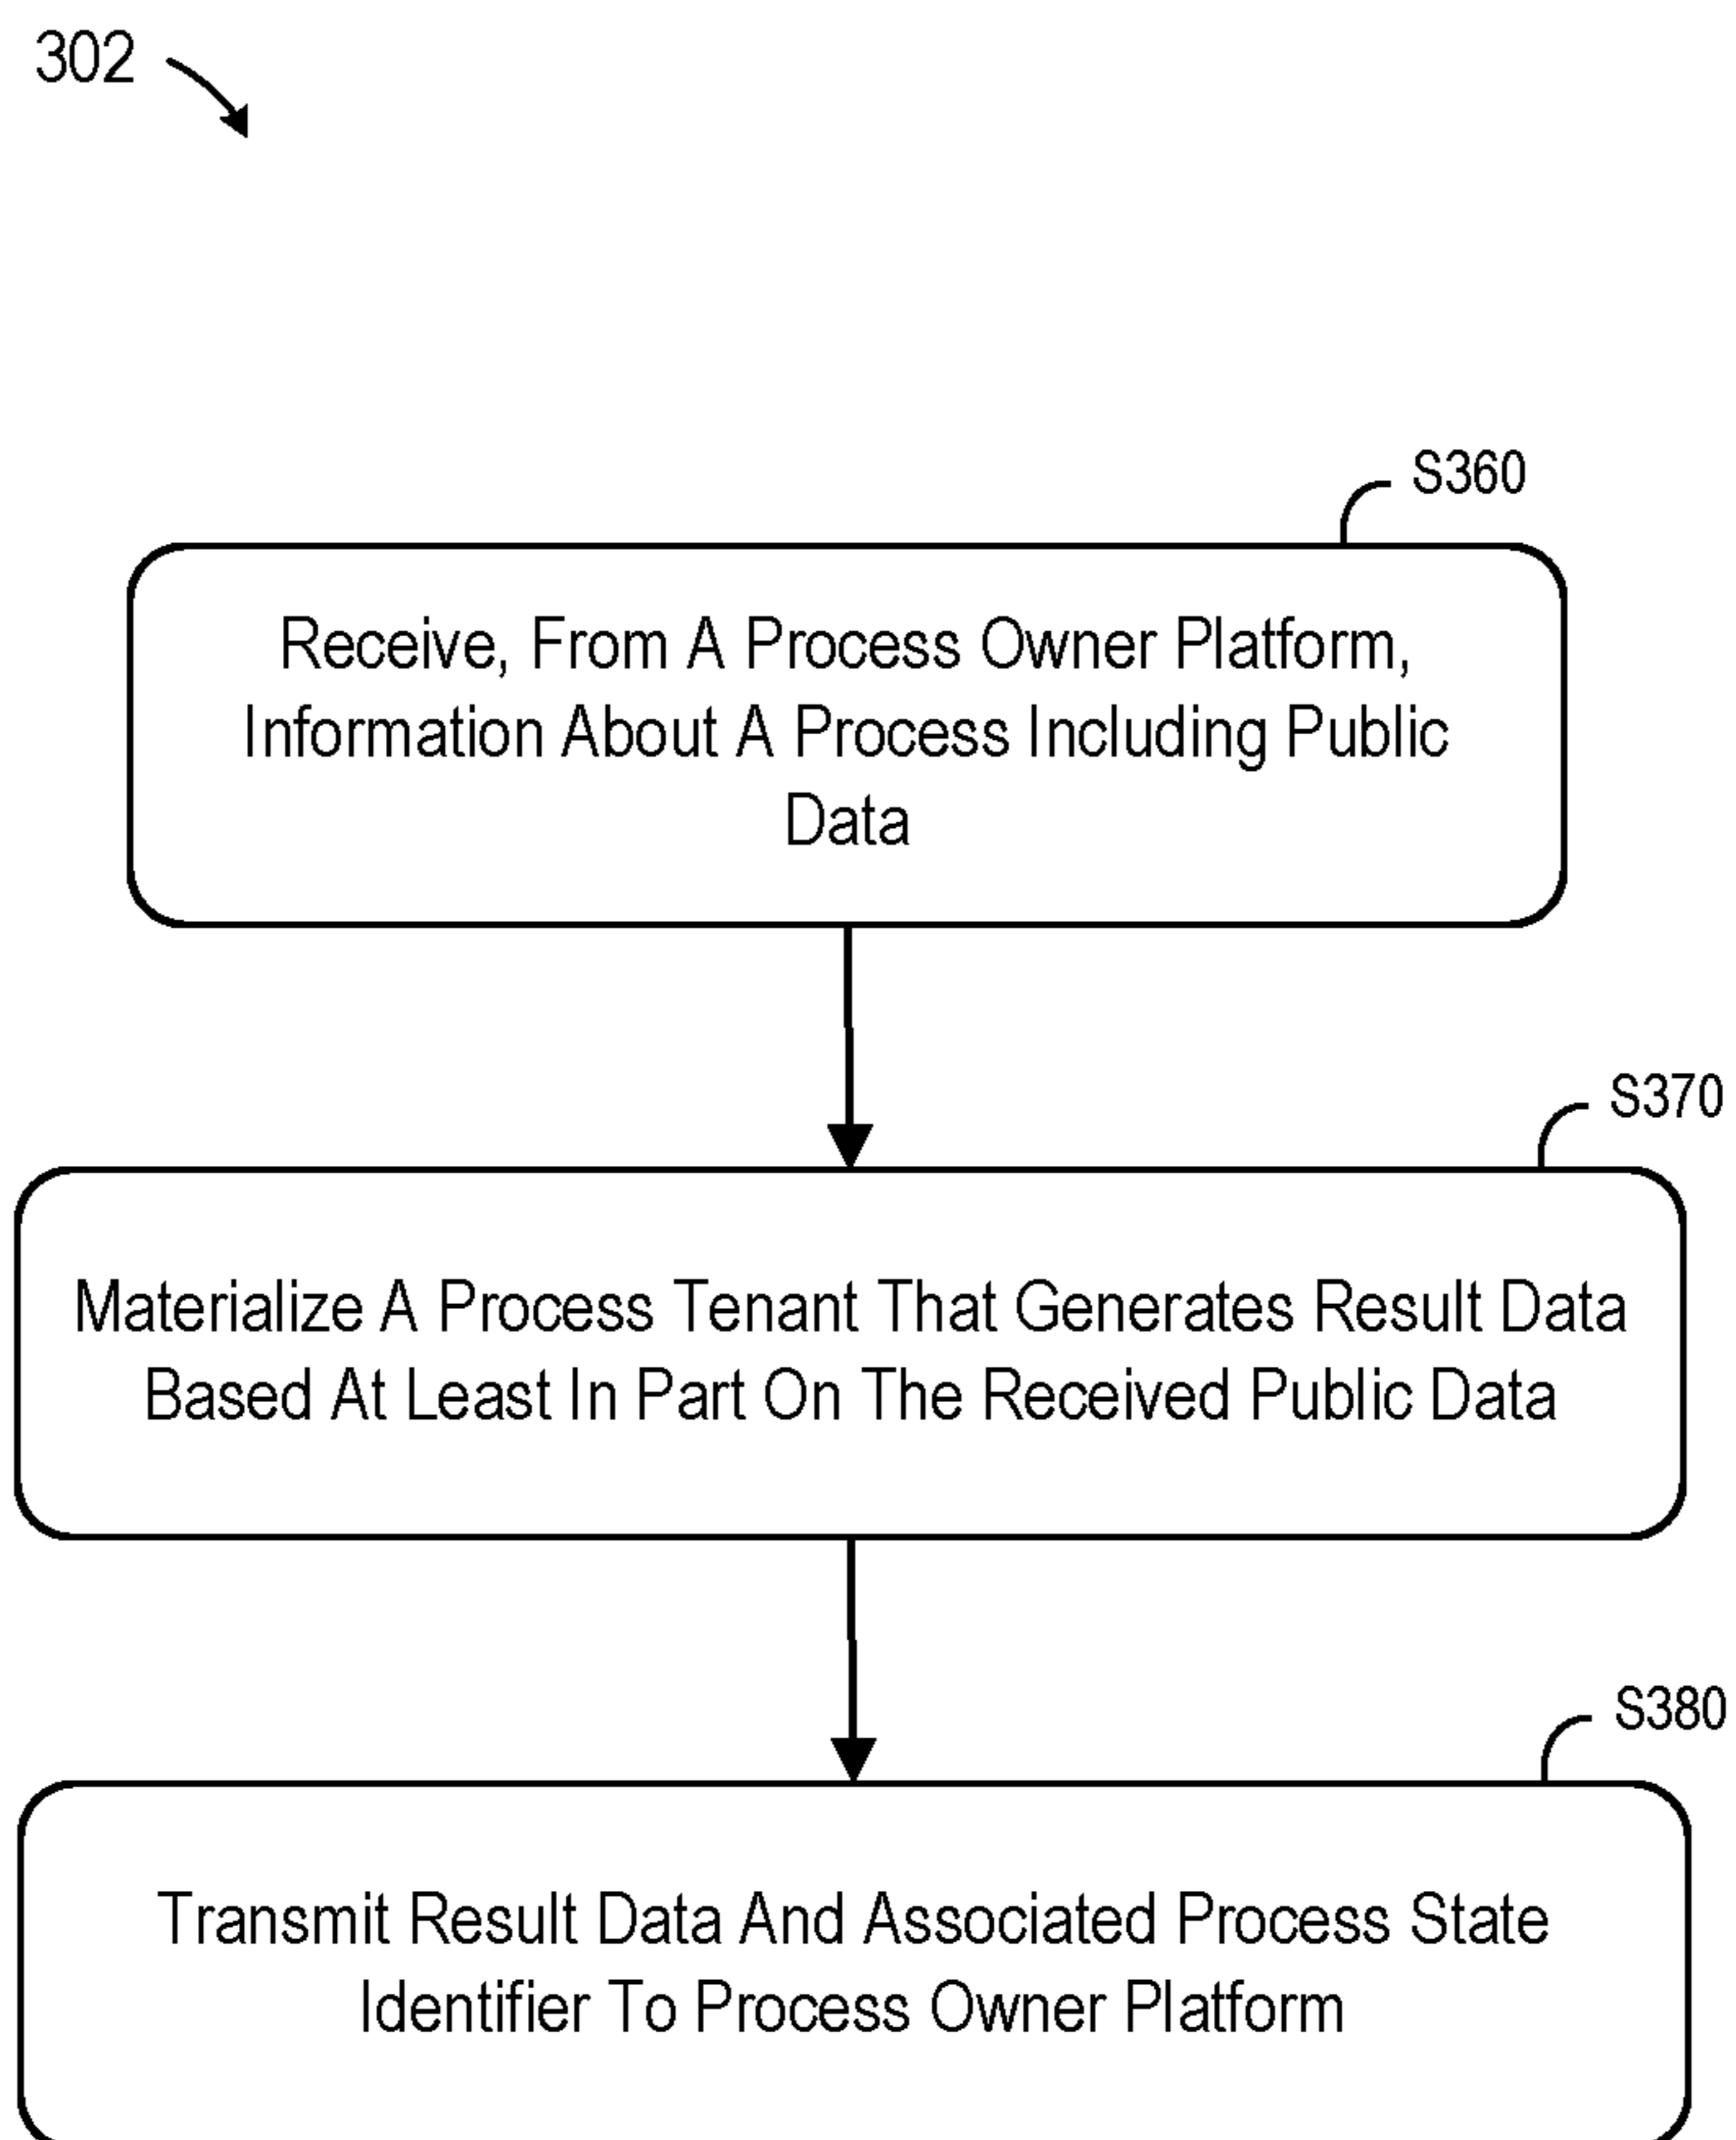 302
S360
Receive, From A Process Owner Platform,
Information About A Process Including Public
Data
S370
Materialize A Process Tenant That Generates Result Data
Based At Least In Part On The Received Public Data
S380
Transmit Result Data And Associated Process State
Identifier To Process Owner Platform